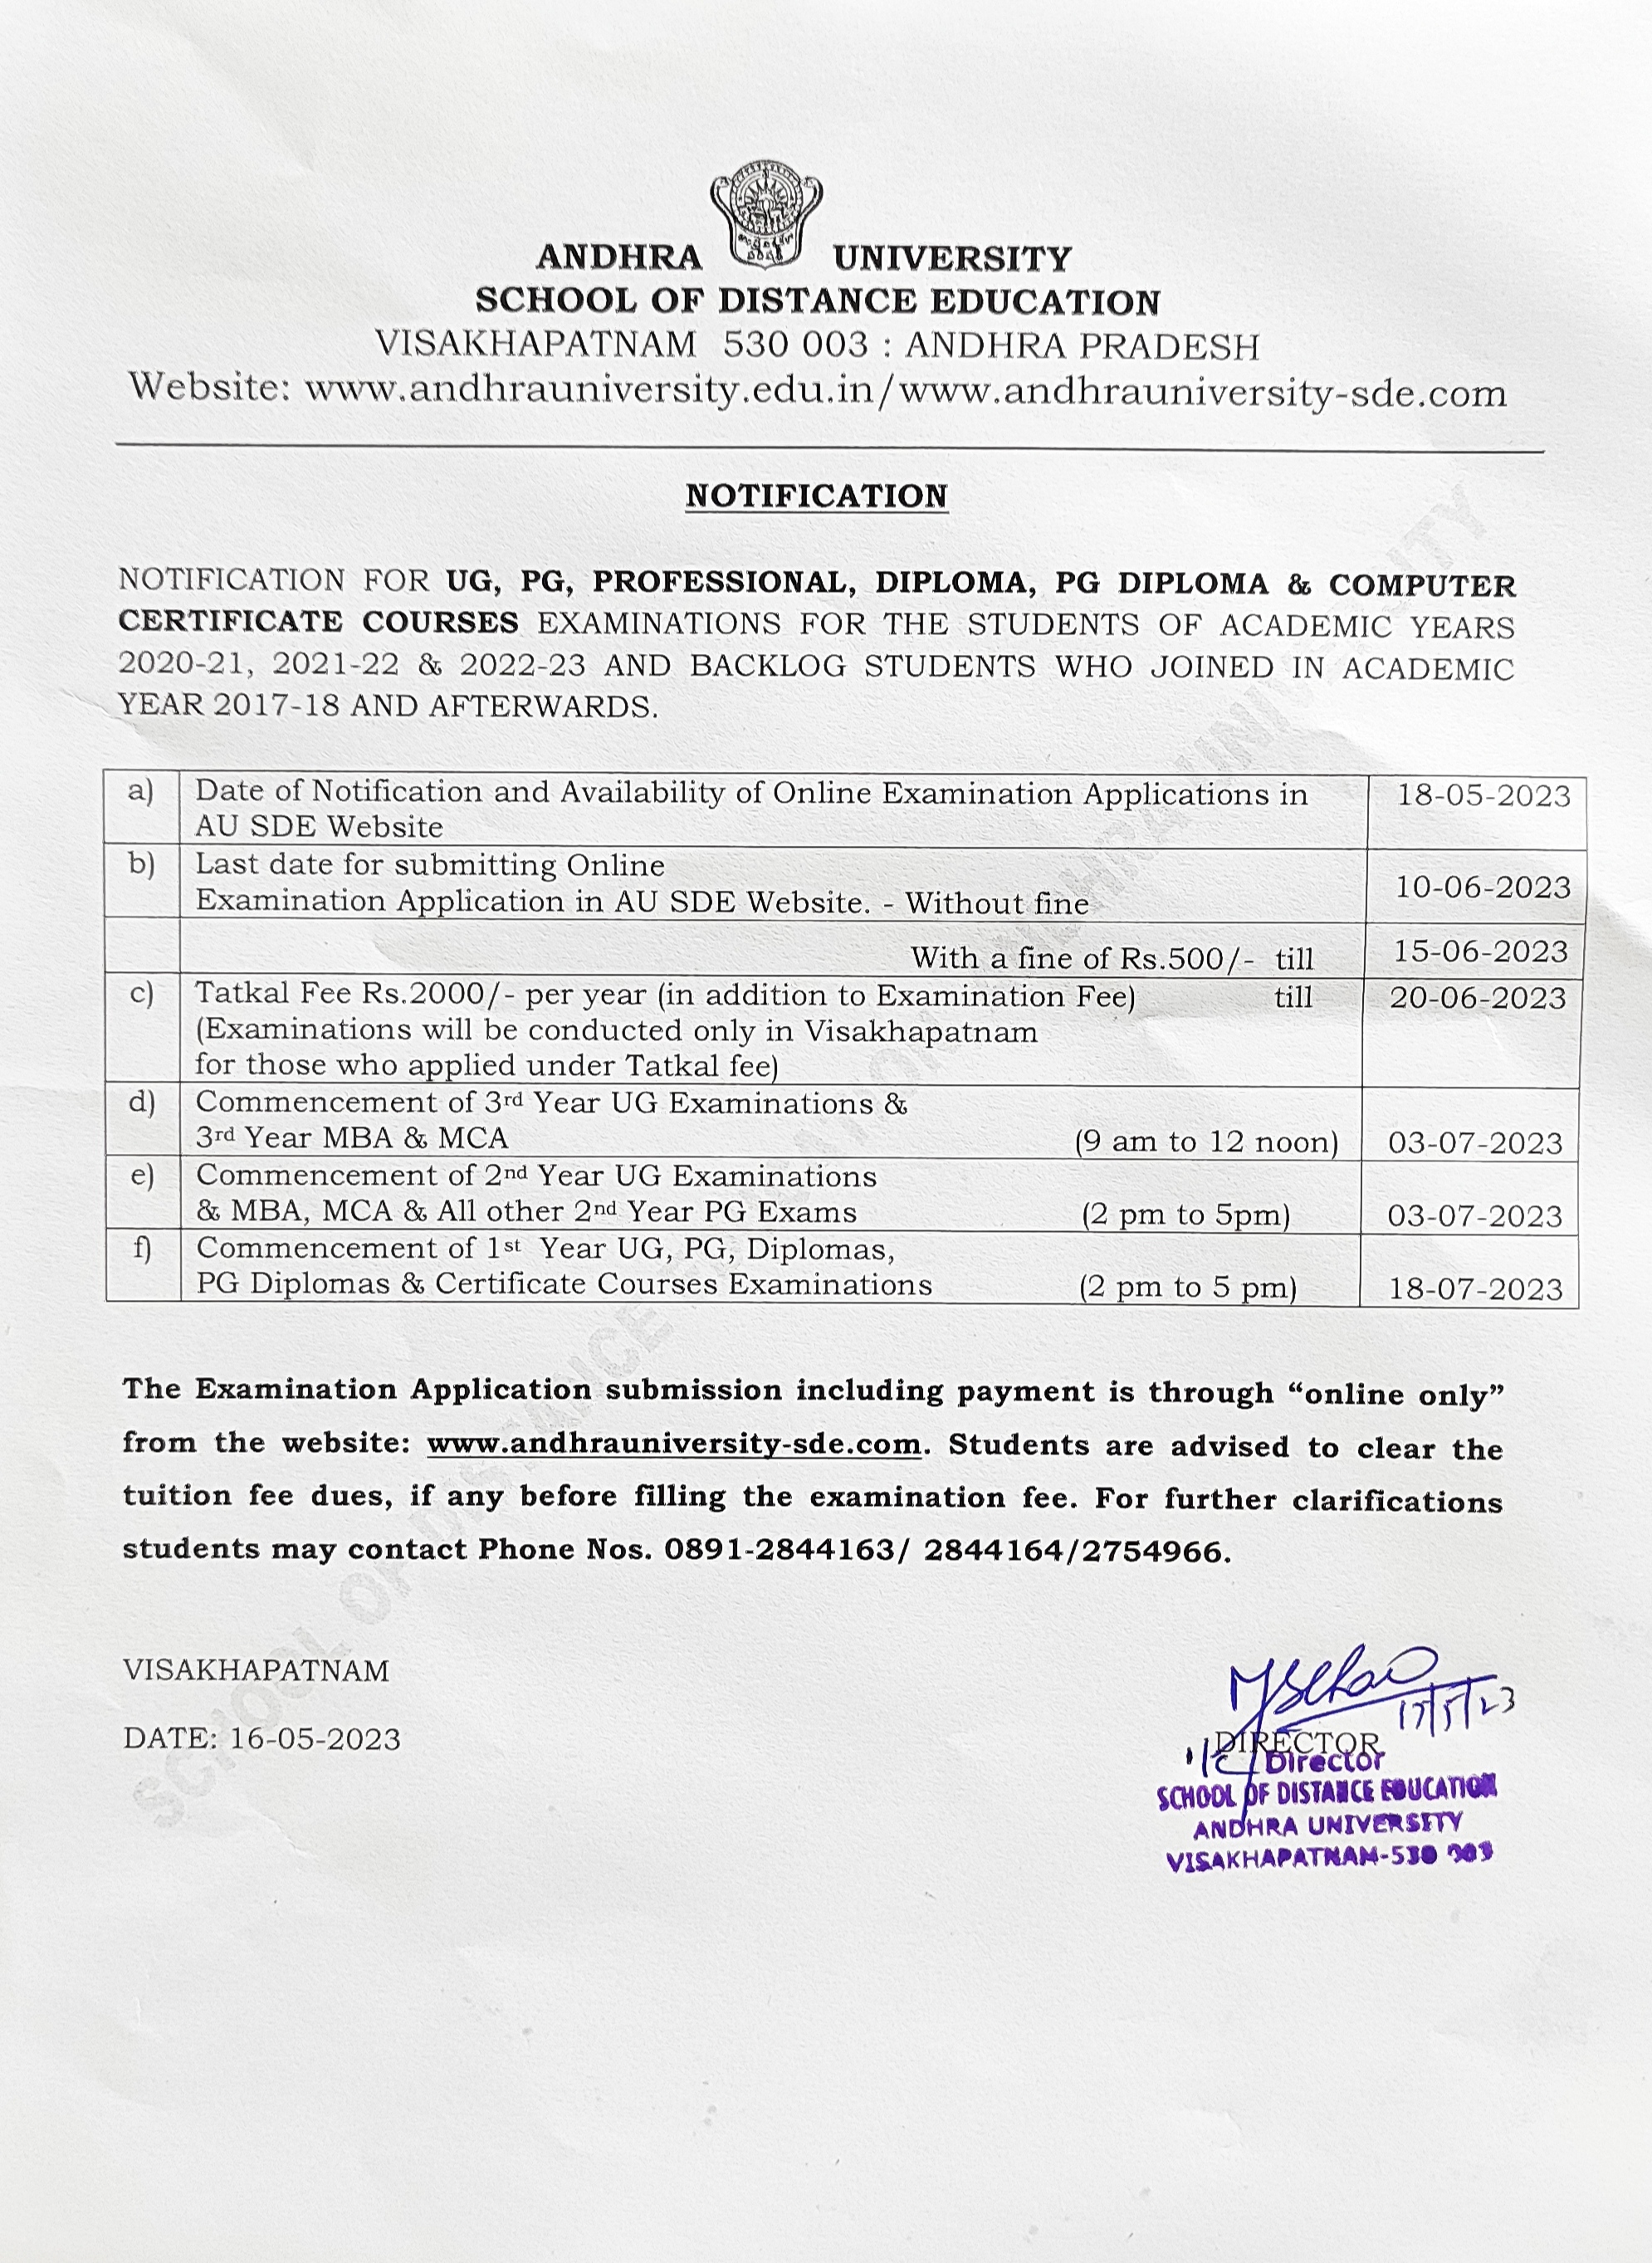 ANDHRA UNIVERSITY
SCHOOL OF DISTANCE EDUCATION
VISAKHAPATNAM 530 003 : ANDHRA PRADESH
Website: www.andhrauniversity.edu.in/www.andhrauniversity-sde.com
NOTIFICATION
NOTIFICATION FOR UG, PG, PROFESSIONAL, DIPLOMA, PG DIPLOMA & COMPUTER
CERTIFICATE COURSES EXAMINATIONS FOR THE STUDENTS OF ACADEMIC YEARS
2020-21, 2021-22 & 2022-23 AND BACKLOG STUDENTS WHO JOINED IN ACADEMIC
YEAR 2017-18 AND AFTERWARDS.
a) Date of Notification and Availability of Online Examination Applications in 18-05-2023
AU SDE Website
b) Last date for submitting Online
Examination Application in AU SDE Website. - Without fine 10-06-2023
With a fine of Rs.500/- till 15-06-2023
c) Tatkal Fee Rs.2000/- per year (in addition to Examination Fee) till 20-06-2023
(Examinations will be conducted only in Visakhapatnam
for those who applied under Tatkal fee)
d) Commencement of 3rd Year UG Examinations &
3rd Year MBA & MCA (9 am to 12 noon) 03-07-2023
e) Commencement of 2nd Year UG Examinations
& MBA, MCA & All other 2nd Year PG Exams (2 pm to 5pm) 03-07-2023
f) Commencement of 1st Year UG, PG, Diplomas,
PG Diplomas & Certificate Courses Examinations (2 pm to 5 pm) 18-07-2023
The Examination Application submission including payment is through “online only”
from the website: www.andhrauniversity-sde.com. Students are advised to clear the
tuition fee dues, if any before filling the examination fee. For further clarifications
students may contact Phone Nos. 0891-2844163/ 2844164/2754966.
VISAKHAPATNAM
17/5/23
DATE: 16-05-2023
DIRECTOR
Director
SCHOOL OF DISTANCE EDUCATION
ANDHRA UNIVERSITY
VISAKHAPATNAM-530 003
SCHOOL OF DISTANCE EDUCATION ANDHRA UNIVERSITY